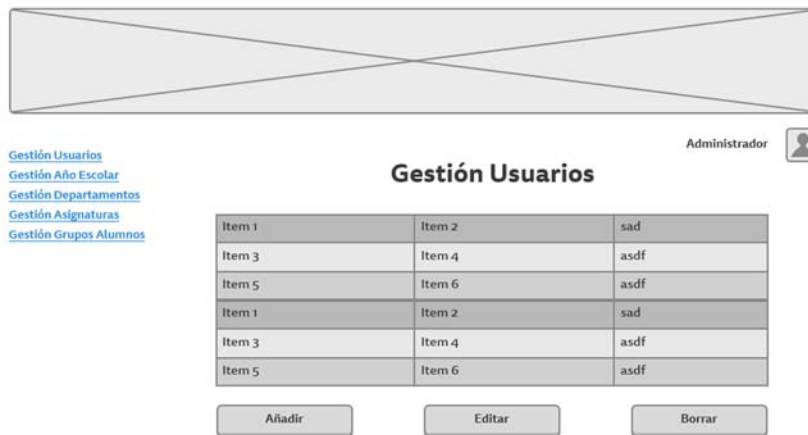 Administrador
Gestión Usuarios
Gestión Año Escolar
Gestión Departamentos
Gestión Asignaturas
Gestión Grupos Alumnos
Gestión Usuarios
Item 1 Item 2 sad
Item 3 Item 4 asdf
Item 5 Item 6 asdf
Item 1 Item 2 sad
Item 3 Item 4 asdf
Item 5 Item 6 asdf
Añadir Editar Borrar